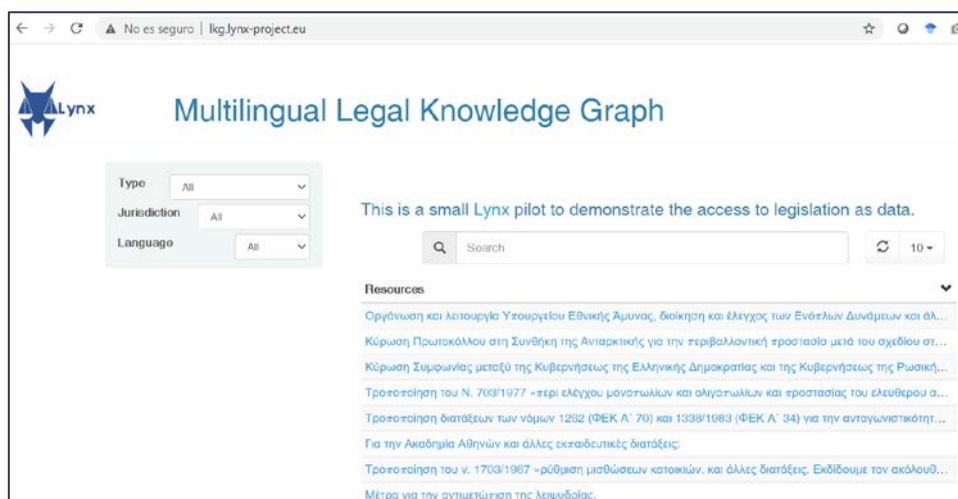 No es seguro | lkg.lynx-project.eu
Lynx
Multilingual Legal Knowledge Graph
Type All
Jurisdiction All
Language All
This is a small Lynx pilot to demonstrate the access to legislation as data.
Search
10
Resources
Οργάνωση και λειτουργία Υπουργείου Εθνικής Άμυνας, διοίκηση και έλεγχος των Ενόπλων Δυνάμεων και άλ...
Κύρωση Πρωτοκόλλου στη Συνθήκη της Ανταρκτικής για την περιβαλλοντική προστασία μετά του σχεδίου στ...
Κύρωση Συμφωνίας μεταξύ της Κυβερνήσεως της Ελληνικής Δημοκρατίας και της Κυβερνήσεως της Ρωσική...
Τροποποίηση του Ν. 703/1977 «περί ελέγχου μονοπωλίων και ολιγοπωλίων και προστασίας του ελεύθερου α...
Τροποποίηση διατάξεων των νόμων 1262 (ΦΕΚ Α΄ 70) και 1338/1983 (ΦΕΚ Α΄ 34) για την ανταγωνιστικότητ...
Για την Ακαδημία Αθηνών και άλλες εκπαιδευτικές διατάξεις;
Τροποποίηση του ν. 1703/1987 «ρύθμιση μισθώσεων κατοικιών, και άλλες διατάξεις. Εκδίδουμε τον ακόλουθ...
Μέτρα για την αντιμετώπιση της λειψυδρίας.